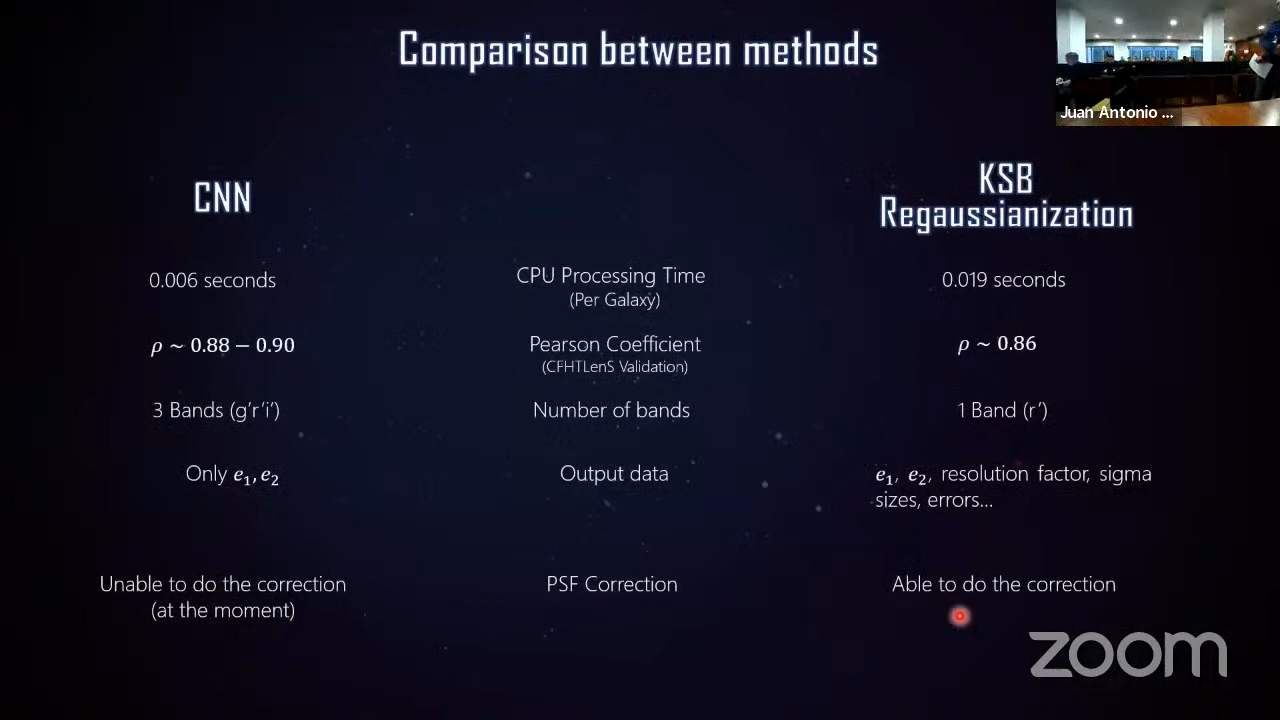 Comparison between methods
Juan Antonio ...
CNN
KSB
Regaussianization
0.006 seconds
CPU Processing Time
(Per Galaxy)
0.019 seconds
ρ ~ 0.88 − 0.90
Pearson Coefficient
(CFHTLenS Validation)
ρ ~ 0.86
3 Bands (g′r′i′)
Number of bands
1 Band (r′)
Only e₁, e₂
Output data
e₁, e₂, resolution factor, sigma
sizes, errors...
Unable to do the correction
(at the moment)
PSF Correction
Able to do the correction
zoom